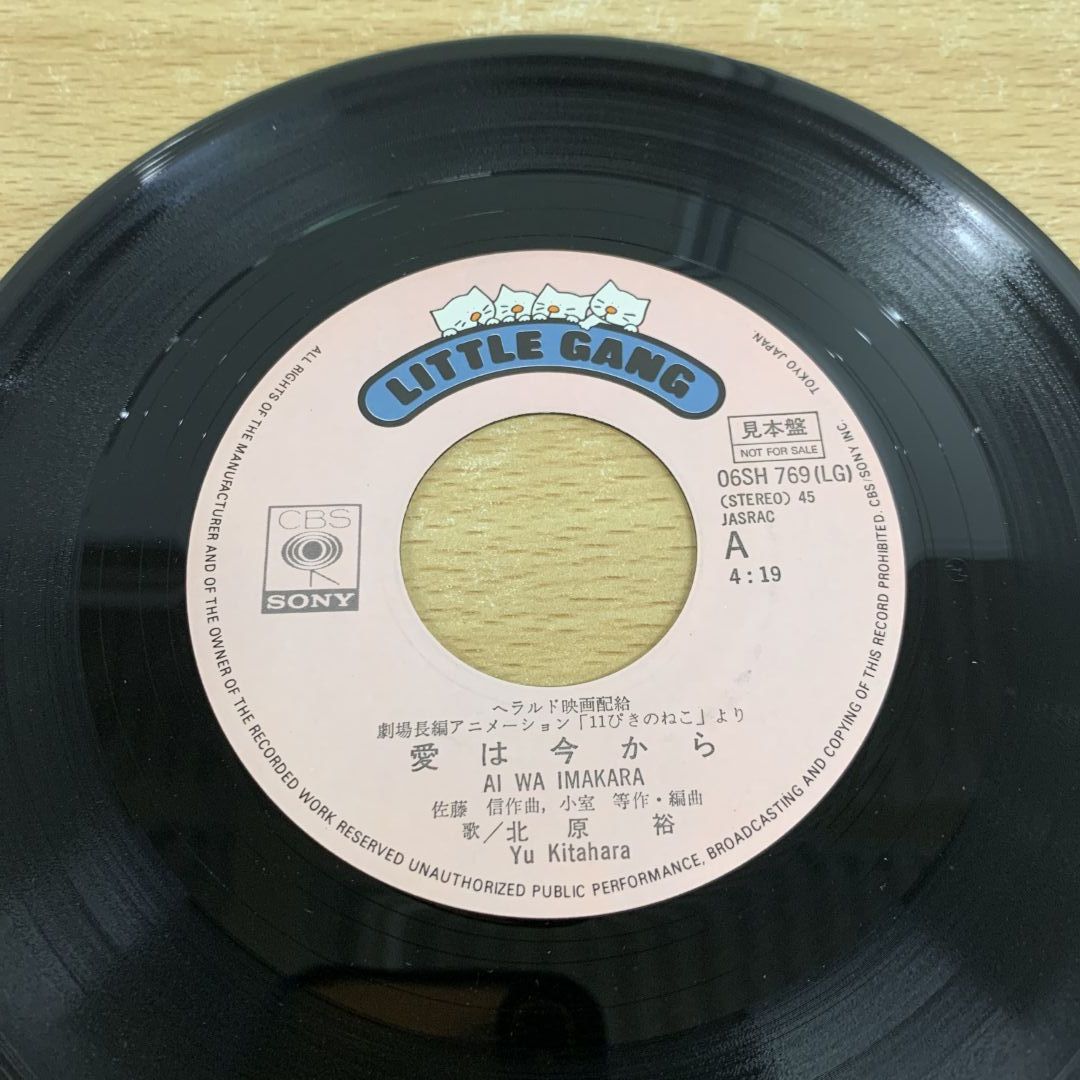 LITTLE GANG
見本盤
NOT FOR SALE
06SH 769(LG)
(STEREO) 45
JASRAC
A
4:19
CBS
SONY
ヘラルド映画配給
劇場長編アニメーション「11ぴきのねこ」より
愛は今から
AI WA IMAKARA
佐藤 信作曲, 小室 等作・編曲
歌/北原 裕
Yu Kitahara
ALL RIGHTS OF THE MANUFACTURER AND OF THE OWNER OF THE RECORDED WORK RESERVED UNAUTHORIZED PUBLIC PERFORMANCE, BROADCASTING AND COPYING OF THIS RECORD PROHIBITED. CBS/SONY INC. TOKYO JAPAN.